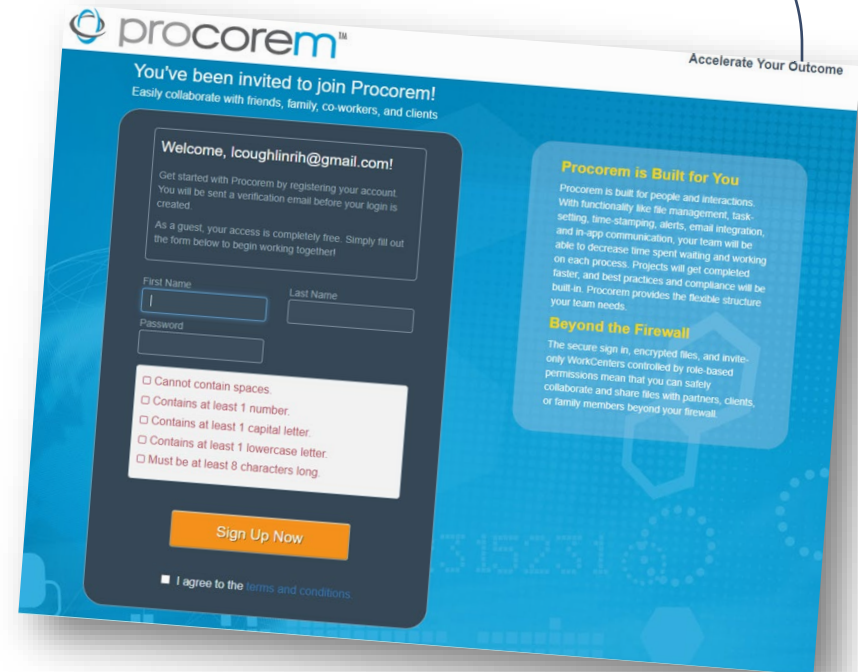 procorem™
Accelerate Your Outcome
You've been invited to join Procorem!
Easily collaborate with friends, family, co-workers, and clients
Welcome, lcoughlinrih@gmail.com!
Get started with Procorem by registering your account.
You will be sent a verification email before your login is
created.
As a guest, your access is completely free. Simply fill out
the form below to begin working together!
First Name
Last Name
Password
Cannot contain spaces.
Contains at least 1 number.
Contains at least 1 capital letter.
Contains at least 1 lowercase letter.
Must be at least 8 characters long.
Sign Up Now
I agree to the terms and conditions
Procorem is Built for You
Procorem is built for people and interactions.
With functionality like file management, task-
setting, time-stamping, alerts, email integration,
and in-app communication, your team will be
able to decrease time spent waiting and working
on each process. Projects will get completed
faster, and best practices and compliance will be
built-in. Procorem provides the flexible structure
your team needs.
Beyond the Firewall
The secure sign in, encrypted files, and invite-
only WorkCenters controlled by role-based
permissions mean that you can safely
collaborate and share files with partners, clients,
or family members beyond your firewall.